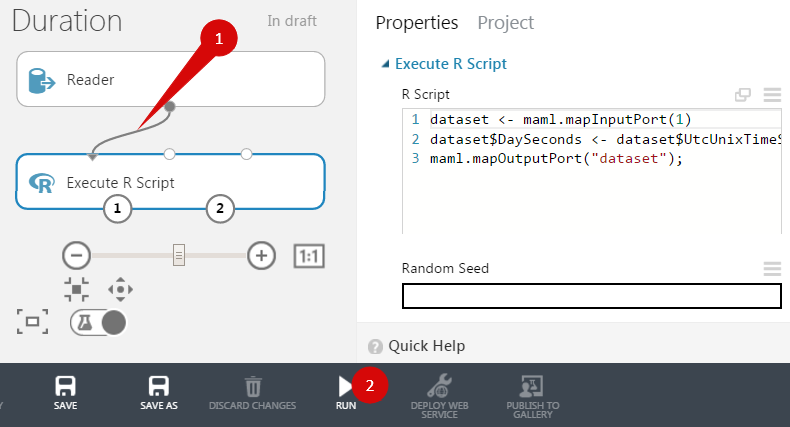 Duration
In draft
1
Reader
Execute R Script
1
2
1:1
Properties Project
Execute R Script
R Script
1 dataset <- maml.mapInputPort(1)
2 dataset$DaySeconds <- dataset$UtcUnixTimeS
3 maml.mapOutputPort("dataset");
Random Seed
Quick Help
Y
SAVE
SAVE AS
DISCARD CHANGES
RUN
2
DEPLOY WEB
SERVICE
PUBLISH TO
GALLERY